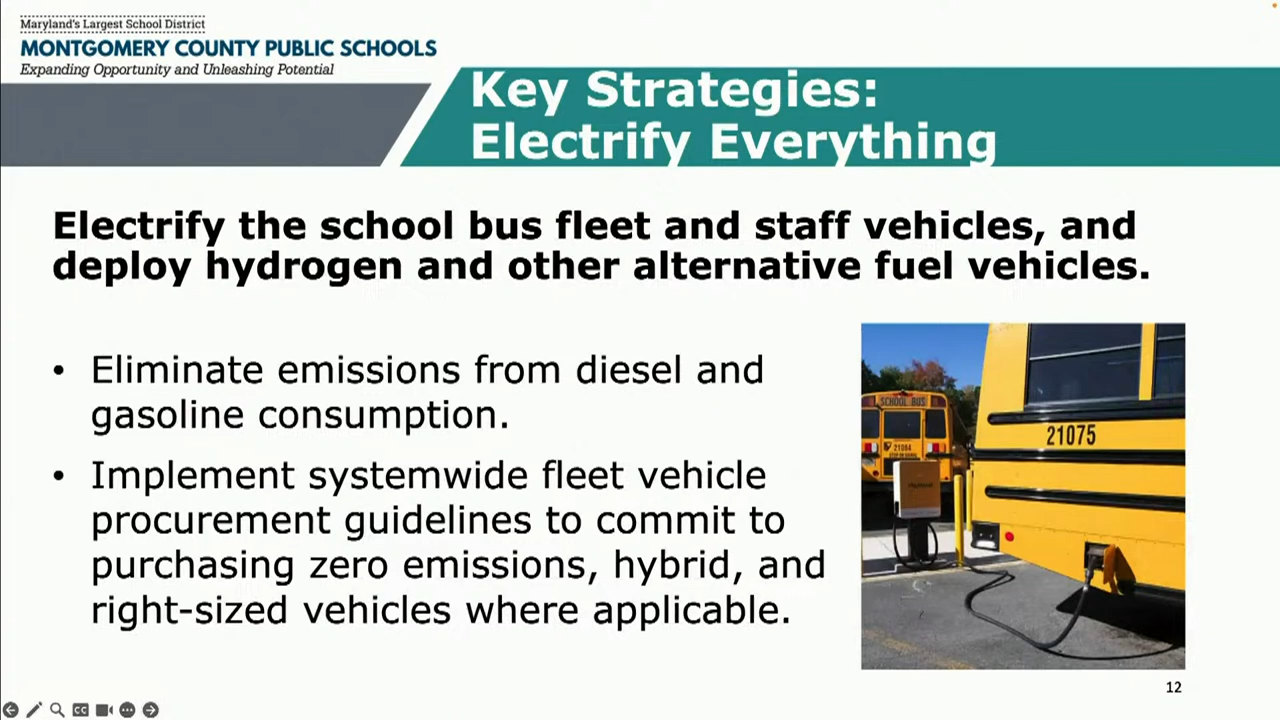 Maryland's Largest School District
MONTGOMERY COUNTY PUBLIC SCHOOLS
Expanding Opportunity and Unleashing Potential
Key Strategies:
Electrify Everything
Electrify the school bus fleet and staff vehicles, and
deploy hydrogen and other alternative fuel vehicles.
• Eliminate emissions from diesel and
gasoline consumption.
• Implement systemwide fleet vehicle
procurement guidelines to commit to
purchasing zero emissions, hybrid, and
right-sized vehicles where applicable.
SCHOOL BUS
21075
12
CC